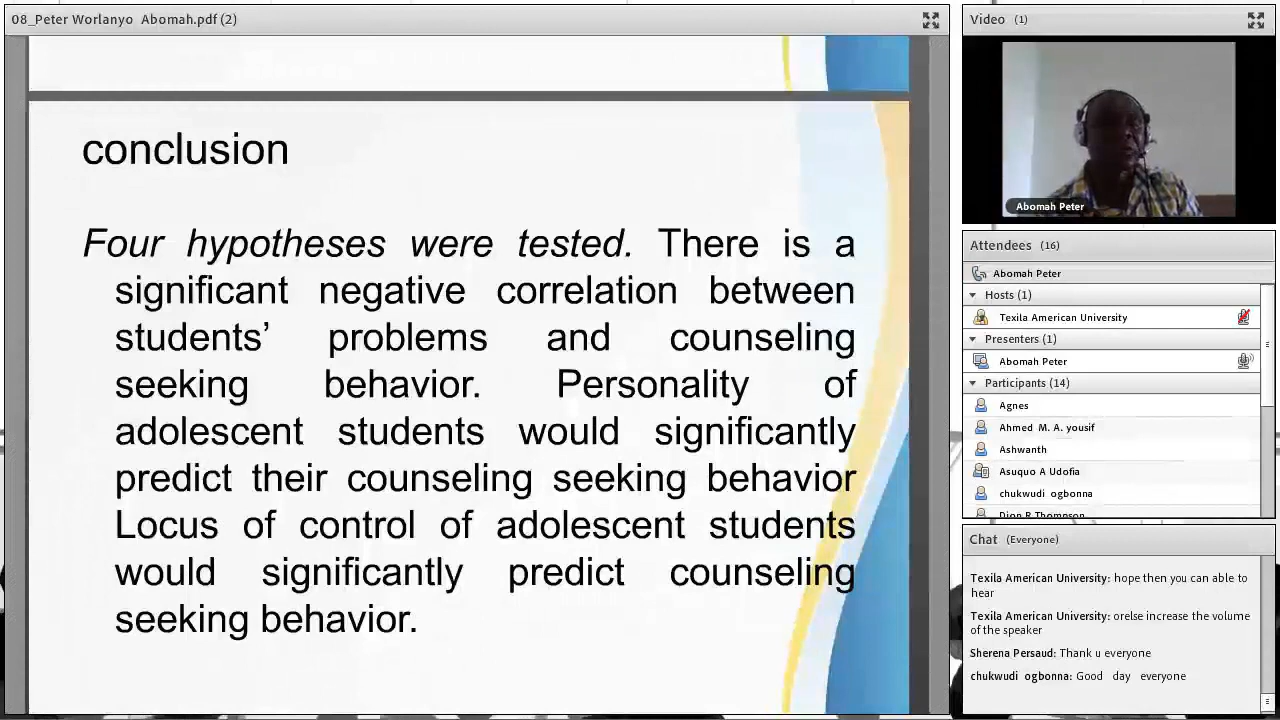 08_Peter Worlanyo Abomah.pdf (2)
conclusion
Four hypotheses were tested. There is a
significant negative correlation between
students’ problems and counseling
seeking behavior. Personality of
adolescent students would significantly
predict their counseling seeking behavior
Locus of control of adolescent students
would significantly predict counseling
seeking behavior.
Video (1)
Abomah Peter
Attendees (16)
Abomah Peter
Hosts (1)
Texila American University
Presenters (1)
Abomah Peter
Participants (14)
Agnes
Ahmed M. A. yousif
Ashwanth
Asuquo A Udofia
chukwudi ogbonna
Dion R Thompson
Chat (Everyone)
Texila American University: hope then you can able to
hear
Texila American University: orelse increase the volume
of the speaker
Sherena Persaud: Thank u everyone
chukwudi ogbonna: Good day everyone